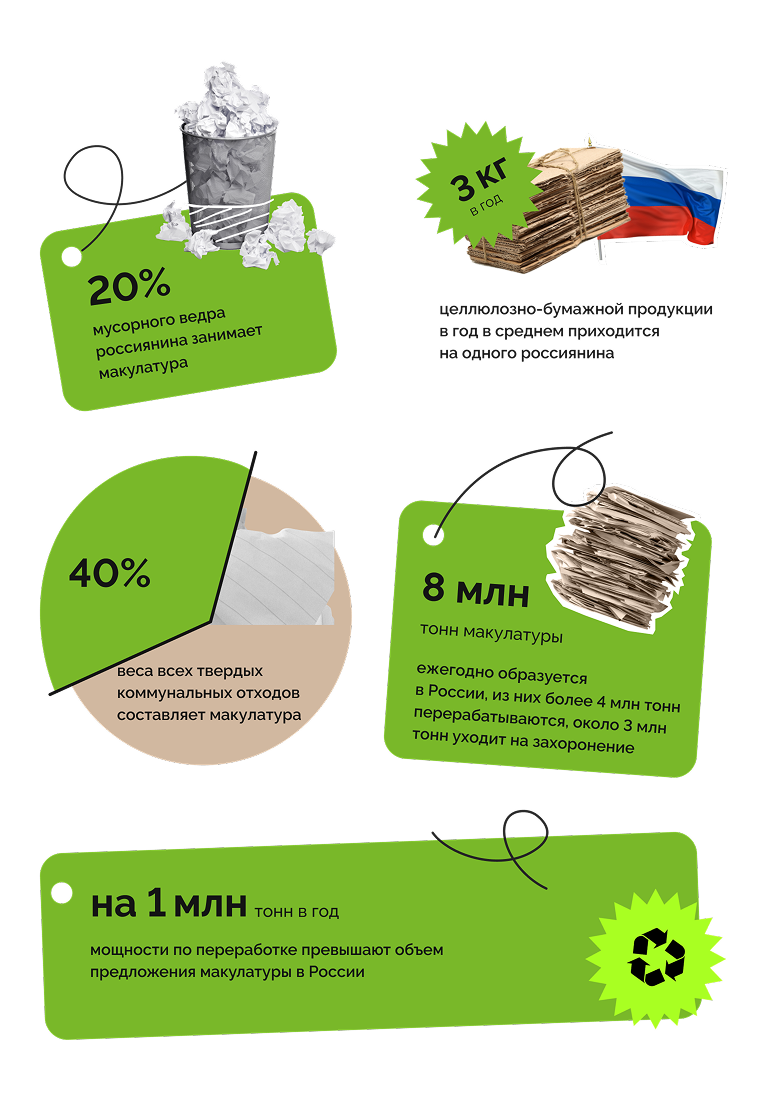 20%
мусорного ведра
россиянина занимает
макулатура
3 кг
в год
целлюлозно-бумажной продукции
в год в среднем приходится
на одного россиянина
40%
веса всех твердых
коммунальных отходов
составляет макулатура
8 млн
тонн макулатуры
ежегодно образуется
в России, из них более 4 млн тонн
перерабатываются, около 3 млн
тонн уходит на захоронение
на 1 млн тонн в год
мощности по переработке превышают объем
предложения макулатуры в России